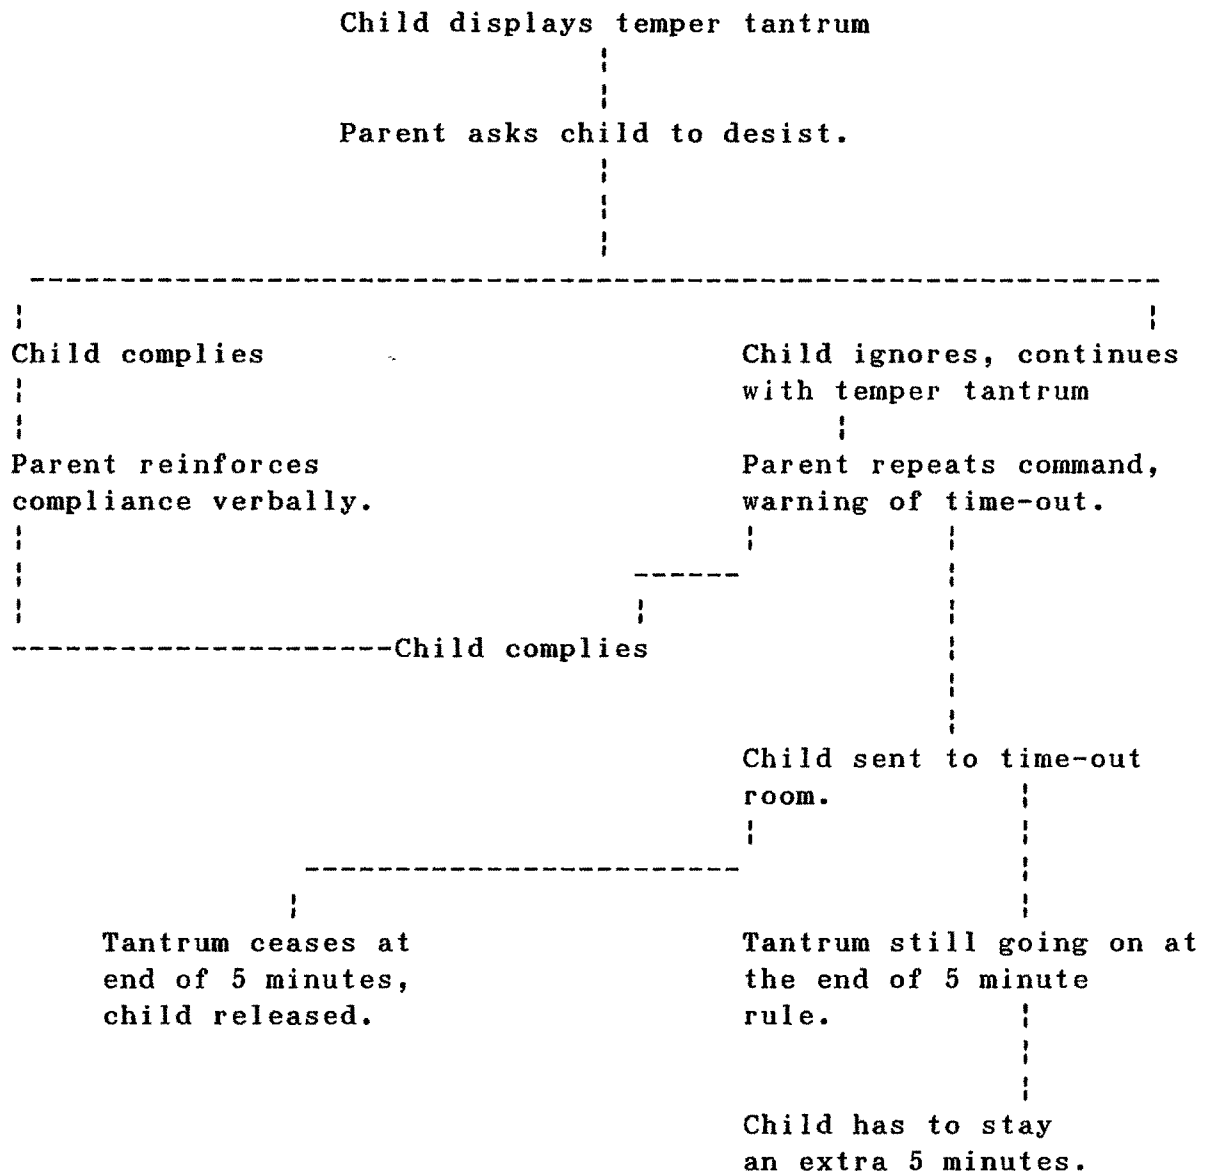 Child displays temper tantrum
Parent asks child to desist.
Child complies
Child ignores, continues
with temper tantrum
Parent reinforces
compliance verbally.
Parent repeats command,
warning of time-out.
Child complies
Child sent to time-out
room.
Tantrum ceases at
end of 5 minutes,
child released.
Tantrum still going on at
the end of 5 minute
rule.
Child has to stay
an extra 5 minutes.